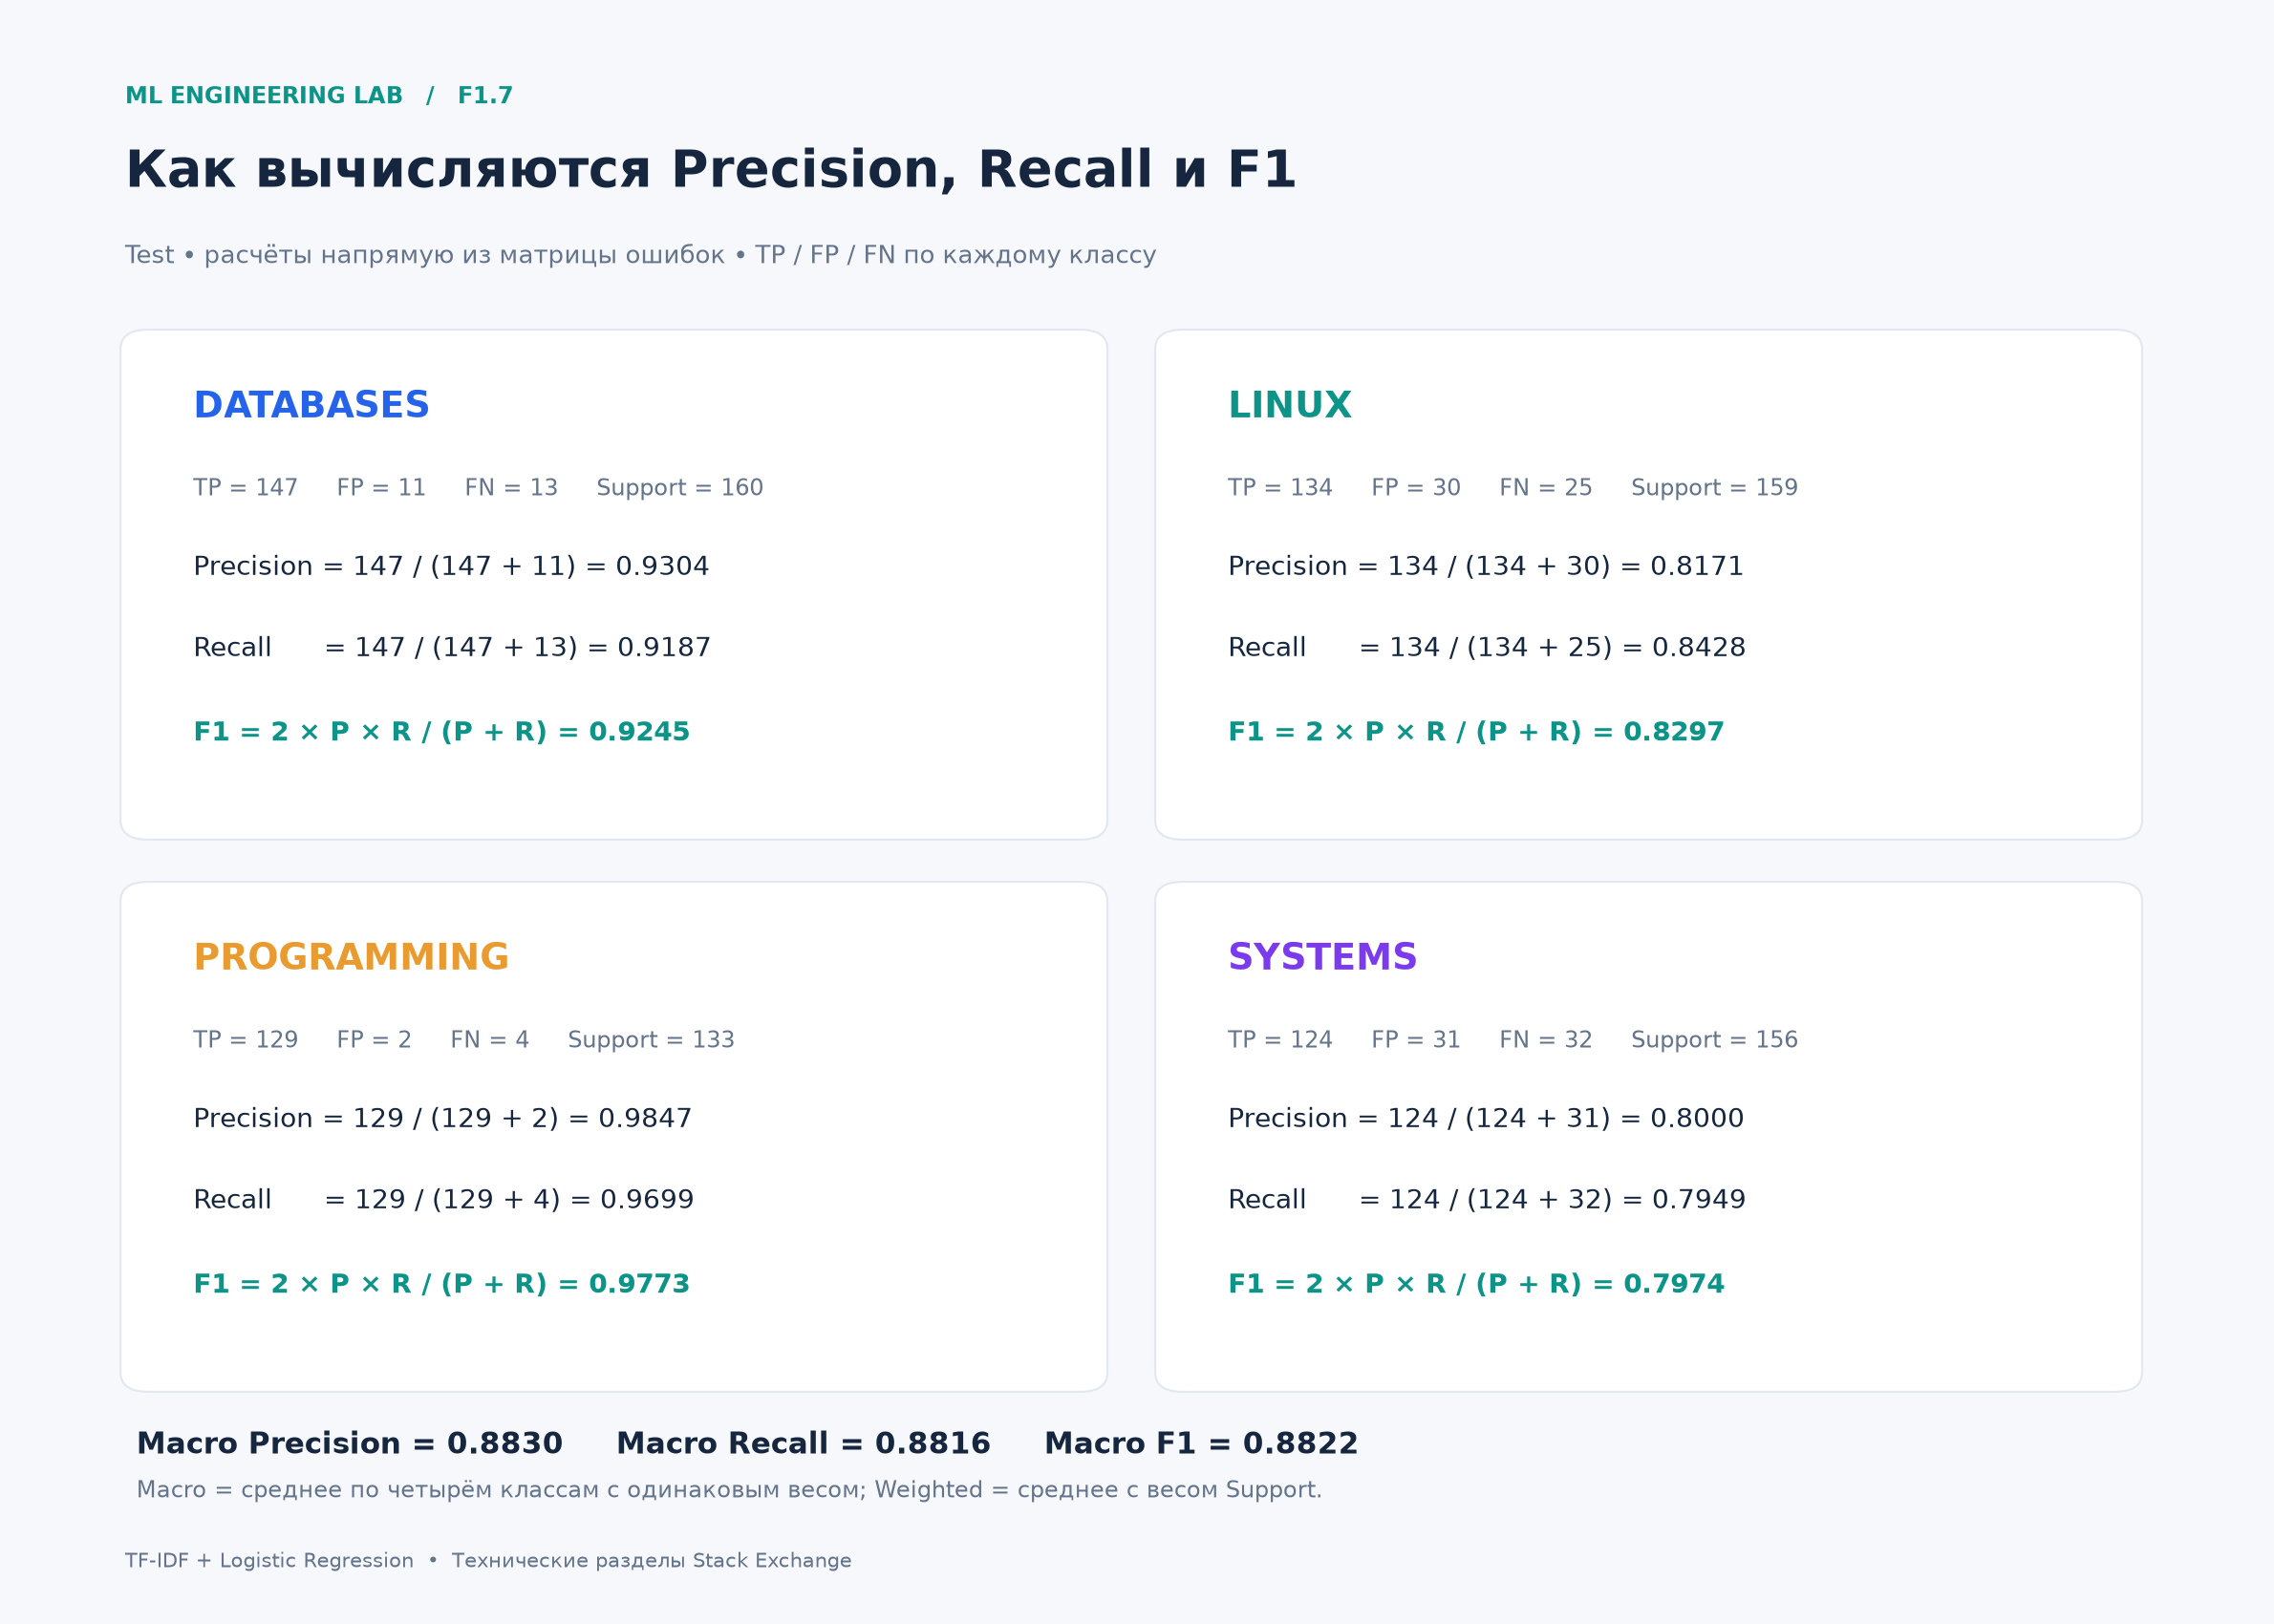 ML ENGINEERING LAB / F1.7
Как вычисляются Precision, Recall и F1
Test • расчёты напрямую из матрицы ошибок • TP / FP / FN по каждому классу
DATABASES
TP = 147 FP = 11 FN = 13 Support = 160
Precision = 147 / (147 + 11) = 0.9304
Recall = 147 / (147 + 13) = 0.9187
F1 = 2 × P × R / (P + R) = 0.9245
LINUX
TP = 134 FP = 30 FN = 25 Support = 159
Precision = 134 / (134 + 30) = 0.8171
Recall = 134 / (134 + 25) = 0.8428
F1 = 2 × P × R / (P + R) = 0.8297
PROGRAMMING
TP = 129 FP = 2 FN = 4 Support = 133
Precision = 129 / (129 + 2) = 0.9847
Recall = 129 / (129 + 4) = 0.9699
F1 = 2 × P × R / (P + R) = 0.9773
SYSTEMS
TP = 124 FP = 31 FN = 32 Support = 156
Precision = 124 / (124 + 31) = 0.8000
Recall = 124 / (124 + 32) = 0.7949
F1 = 2 × P × R / (P + R) = 0.7974
Macro Precision = 0.8830 Macro Recall = 0.8816 Macro F1 = 0.8822
Macro = среднее по четырём классам с одинаковым весом; Weighted = среднее с весом Support.
TF-IDF + Logistic Regression • Технические разделы Stack Exchange